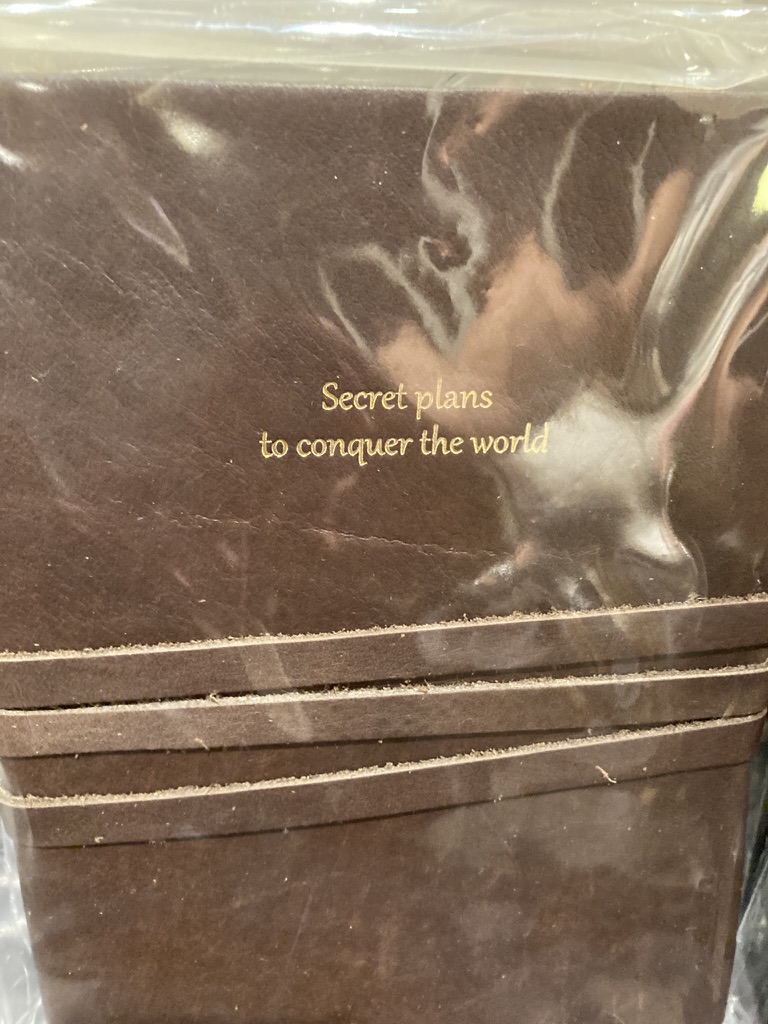 Secret plans
to conquer the world